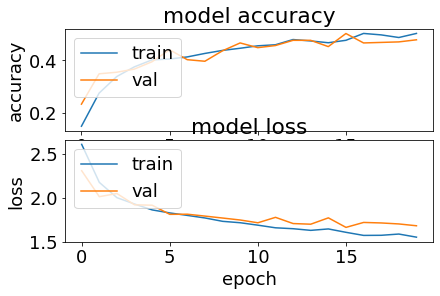 model accuracy
0.4
0.2
accuracy
train
val
model loss
2.5
2.0
1.5
loss
train
val
0
5
10
15
epoch